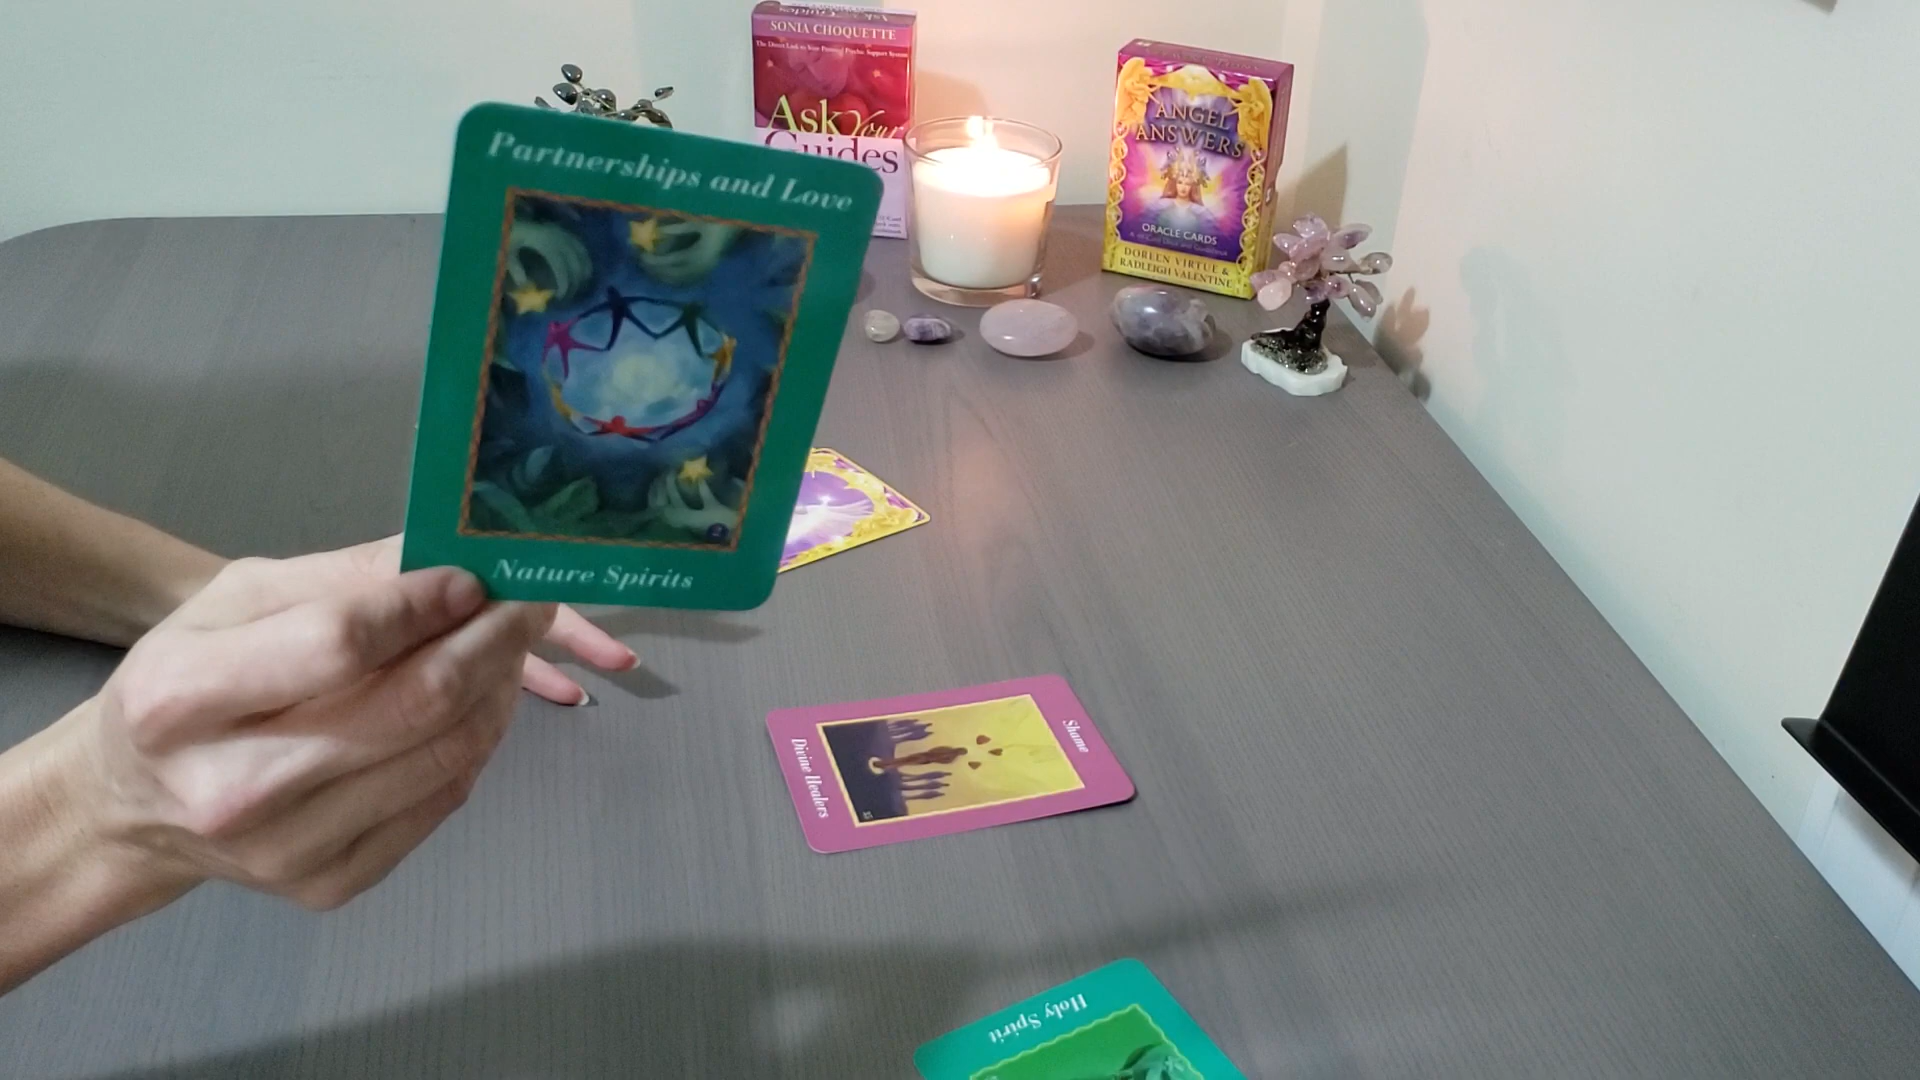 Partnerships and Love
2
Nature Spirits
SONIA CHOQUETTE
The Direct Link to Your Personal Psychic Support System
Ask Your
Guides
ANGEL
ANSWERS
ORACLE CARDS
DOREEN VIRTUE &
RADLEIGH VALENTINE
Shame
Divine Healers
Holy Spirit